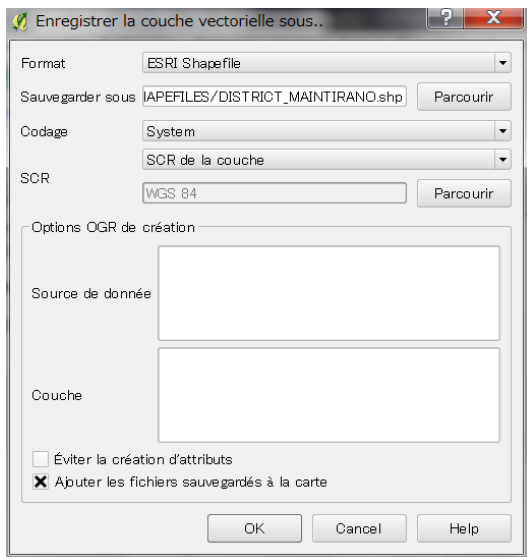 Enregistrer la couche vectorielle sous..
Format ESRI Shapefile
Sauvegarder sous IAPEFILES/DISTRICT_MAINTIRANO.shp Parcourir
Codage System
SCR de la couche
SCR
WGS 84 Parcourir
Options OGR de création
Source de donnée
Couche
Éviter la création d'attributs
Ajouter les fichiers sauvegardés à la carte
OK Cancel Help